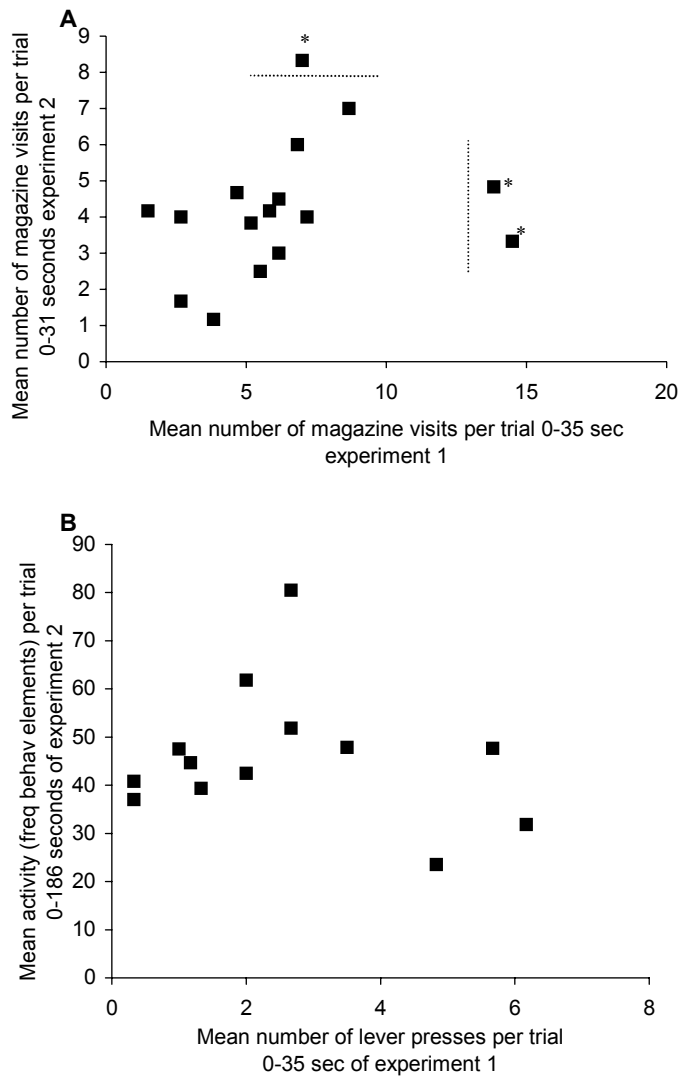 A
9
8
7
6
5
4
3
2
1
0
Mean number of magazine visits per trial
0-31 seconds experiment 2
*
*
*
0 5 10 15 20
Mean number of magazine visits per trial 0-35 sec
experiment 1
B
90
80
70
60
50
40
30
20
10
0
Mean activity (freq behav elements) per trial
0-186 seconds of experiment 2
0 2 4 6 8
Mean number of lever presses per trial
0-35 sec of experiment 1